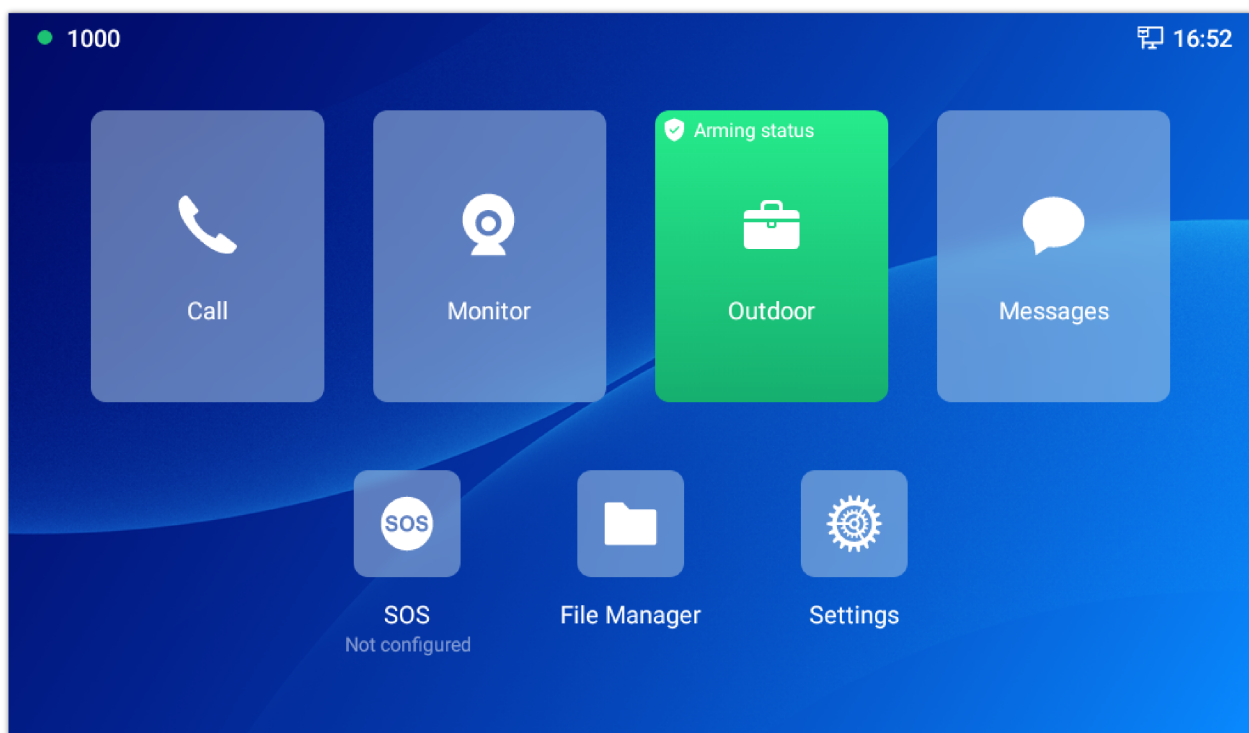 1000
16:52
Arming status
Call
Monitor
Outdoor
Messages
SOS
SOS
File Manager
Settings
Not configured